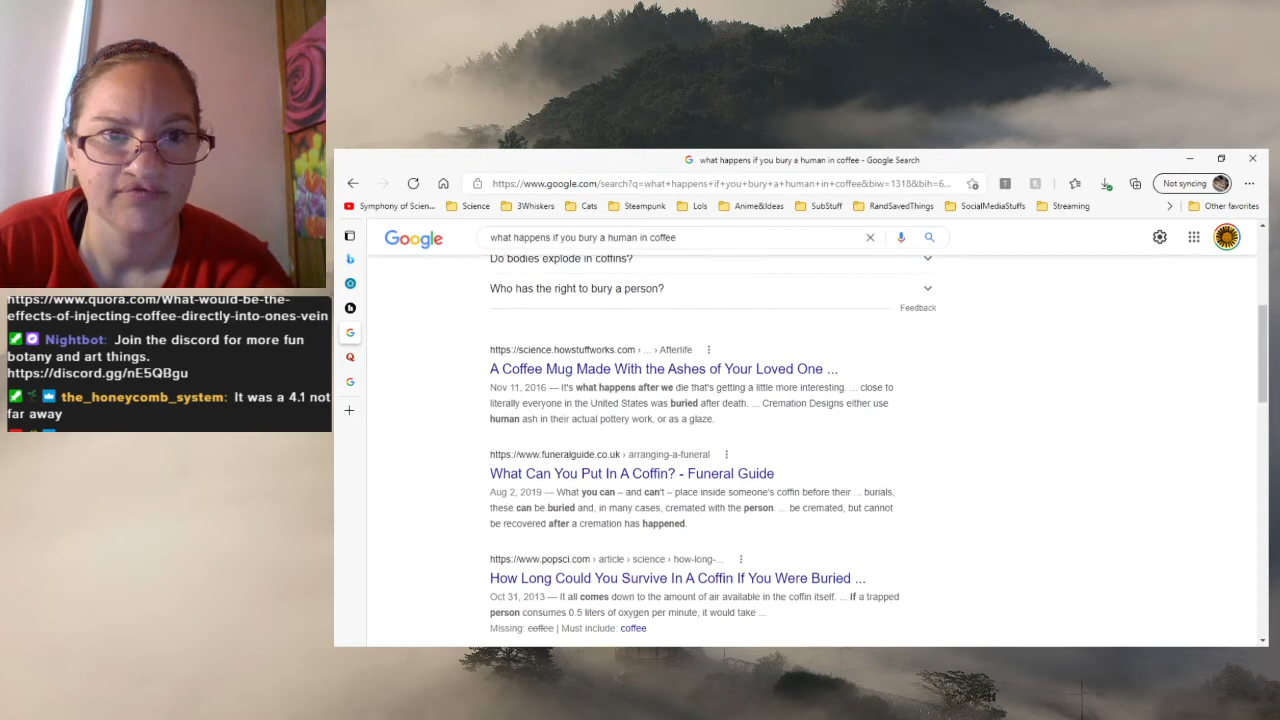 https://www.quora.com/What-would-be-the-
effects-of-injecting-coffee-directly-into-ones-vein
Nightbot: Join the discord for more fun
botany and art things.
https://discord.gg/nE5QBgu
the_honeycomb_system: It was a 4.1 not
far away
what happens if you bury a human in coffee - Google Search
https://www.google.com/search?q=what+happens+if+you+bury+a+human+in+coffee&biw=1318&bih=6...
Not syncing
Symphony of Scien...
Science
3Whiskers
Cats
Steampunk
Lols
Anime&Ideas
SubStuff
RandSavedThings
SocialMediaStuffs
Streaming
Other favorites
Google
what happens if you bury a human in coffee
Do bodies explode in coffins?
Who has the right to bury a person?
Feedback
https://science.howstuffworks.com › ... › Afterlife
A Coffee Mug Made With the Ashes of Your Loved One ...
Nov 11, 2016 — It's what happens after we die that's getting a little more interesting. ... close to
literally everyone in the United States was buried after death. ... Cremation Designs either use
human ash in their actual pottery work, or as a glaze.
https://www.funeralguide.co.uk › arranging-a-funeral
What Can You Put In A Coffin? - Funeral Guide
Aug 2, 2019 — What you can – and can't – place inside someone's coffin before their ... burials,
these can be buried and, in many cases, cremated with the person. ... be cremated, but cannot
be recovered after a cremation has happened.
https://www.popsci.com › article › science › how-long-...
How Long Could You Survive In A Coffin If You Were Buried ...
Oct 31, 2013 — It all comes down to the amount of air available in the coffin itself. ... If a trapped
person consumes 0.5 liters of oxygen per minute, it would take ...
Missing: coffee | Must include: coffee